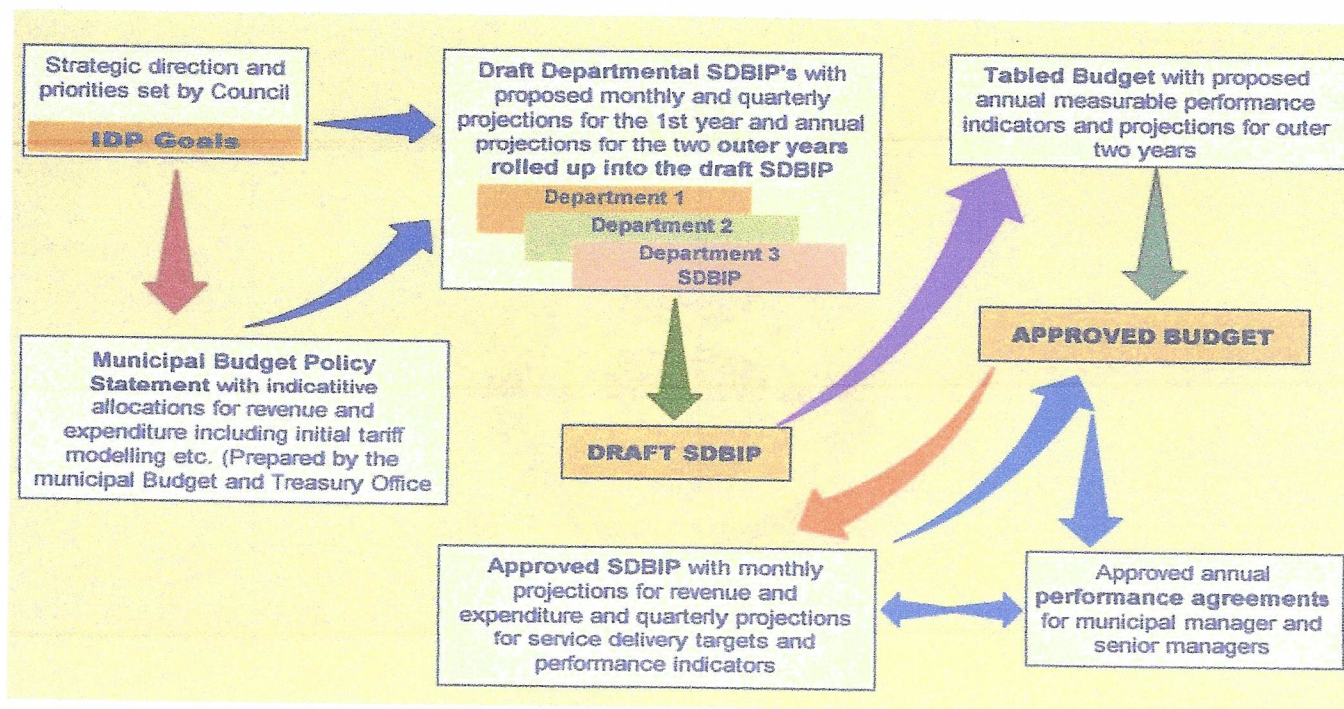 Strategic direction and
priorities set by Council
IDP Goals
Draft Departmental SDBIP's with
proposed monthly and quarterly
projections for the 1st year and annual
projections for the two outer years
rolled up into the draft SDBIP
Department 1
Department 2
Department 3
SDBIP
Tabled Budget with proposed
annual measurable performance
indicators and projections for outer
two years
Municipal Budget Policy
Statement with indicatitive
allocations for revenue and
expenditure including initial tariff
modelling etc. (Prepared by the
municipal Budget and Treasury Office
DRAFT SDBIP
APPROVED BUDGET
Approved SDBIP with monthly
projections for revenue and
expenditure and quarterly projections
for service delivery targets and
performance indicators
Approved annual
performance agreements
for municipal manager and
senior managers